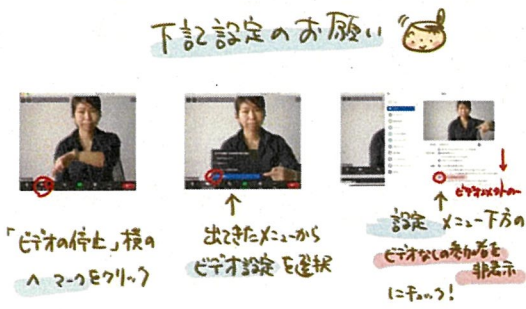 下記設定のお願い
「ビデオの停止」横の
へ マークをクリック
出てきたメニューから
ビデオ設定 を選択
設定 メニュー下方の
ビデオなしの参加者を
非表示
にチェック!